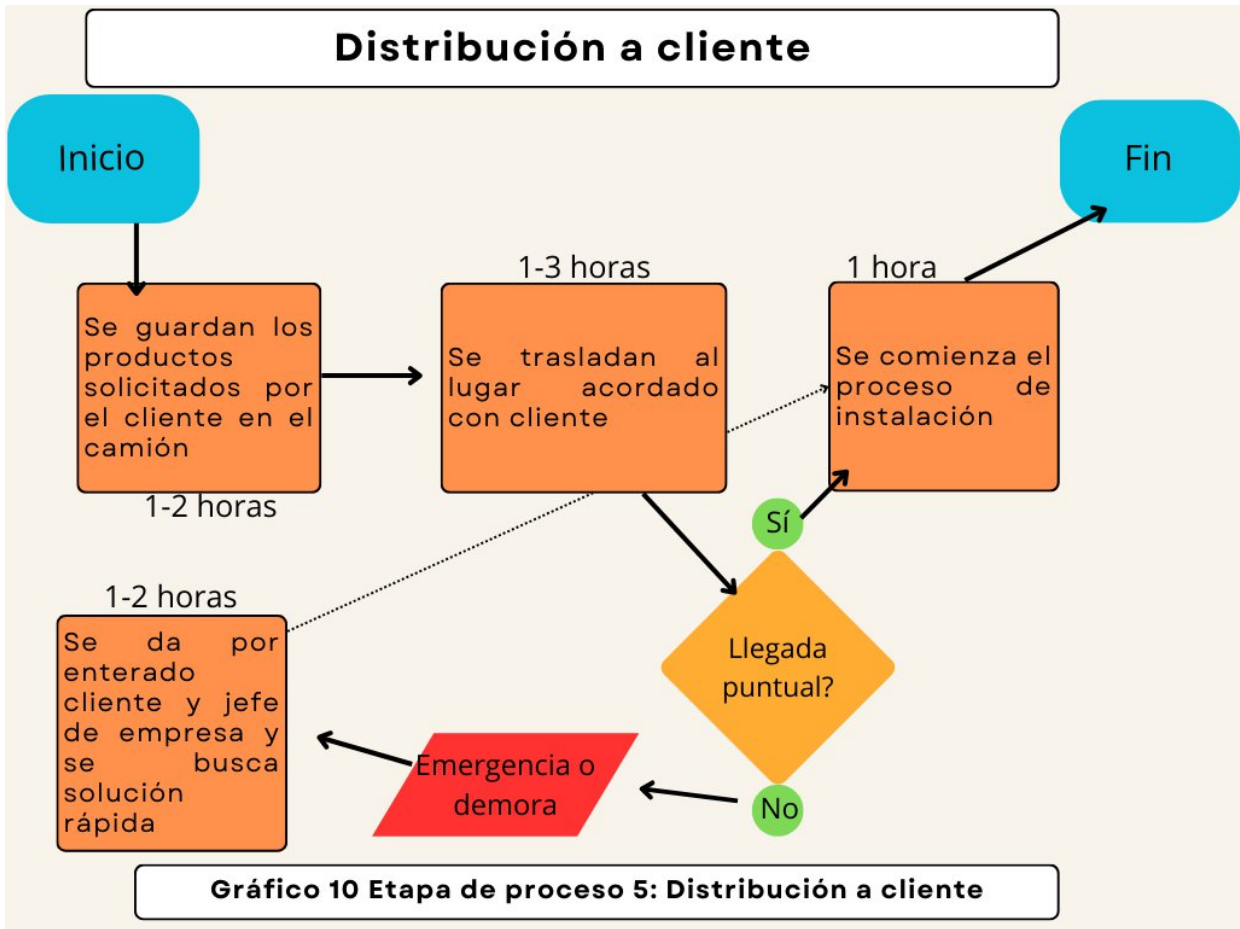 Distribución a cliente
Inicio
Fin
Se guardan los
productos
solicitados por
el cliente en el
camión
1-2 horas
1-3 horas
Se trasladan al
lugar acordado
con cliente
1 hora
Se comienza el
proceso de
instalación
Sí
Llegada
puntual?
No
Emergencia o
demora
1-2 horas
Se da por
enterado
cliente y jefe
de empresa y
se busca
solución
rápida
Gráfico 10 Etapa de proceso 5: Distribución a cliente